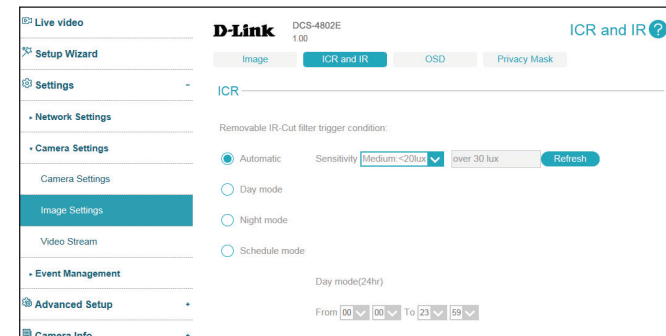 Live video
Setup Wizard
Settings -
Network Settings
Camera Settings
Camera Settings
Image Settings
Video Stream
Event Management
Advanced Setup +
Camera Info +
D-Link DCS-4802E
1.00
ICR and IR ?
Image ICR and IR OSD Privacy Mask
ICR
Removable IR-Cut filter trigger condition:
Automatic Sensitivity Medium:<20lux over 30 lux Refresh
Day mode
Night mode
Schedule mode
Day mode(24hr)
From 00 00 To 23 59